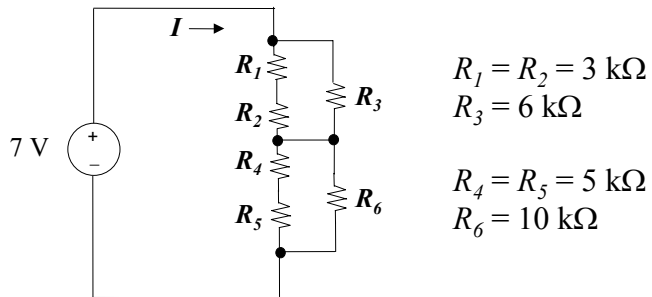 I →
R₁
R₂
R₃
7 V
+
−
R₄
R₅
R₆
R₁ = R₂ = 3 kΩ
R₃ = 6 kΩ
R₄ = R₅ = 5 kΩ
R₆ = 10 kΩ